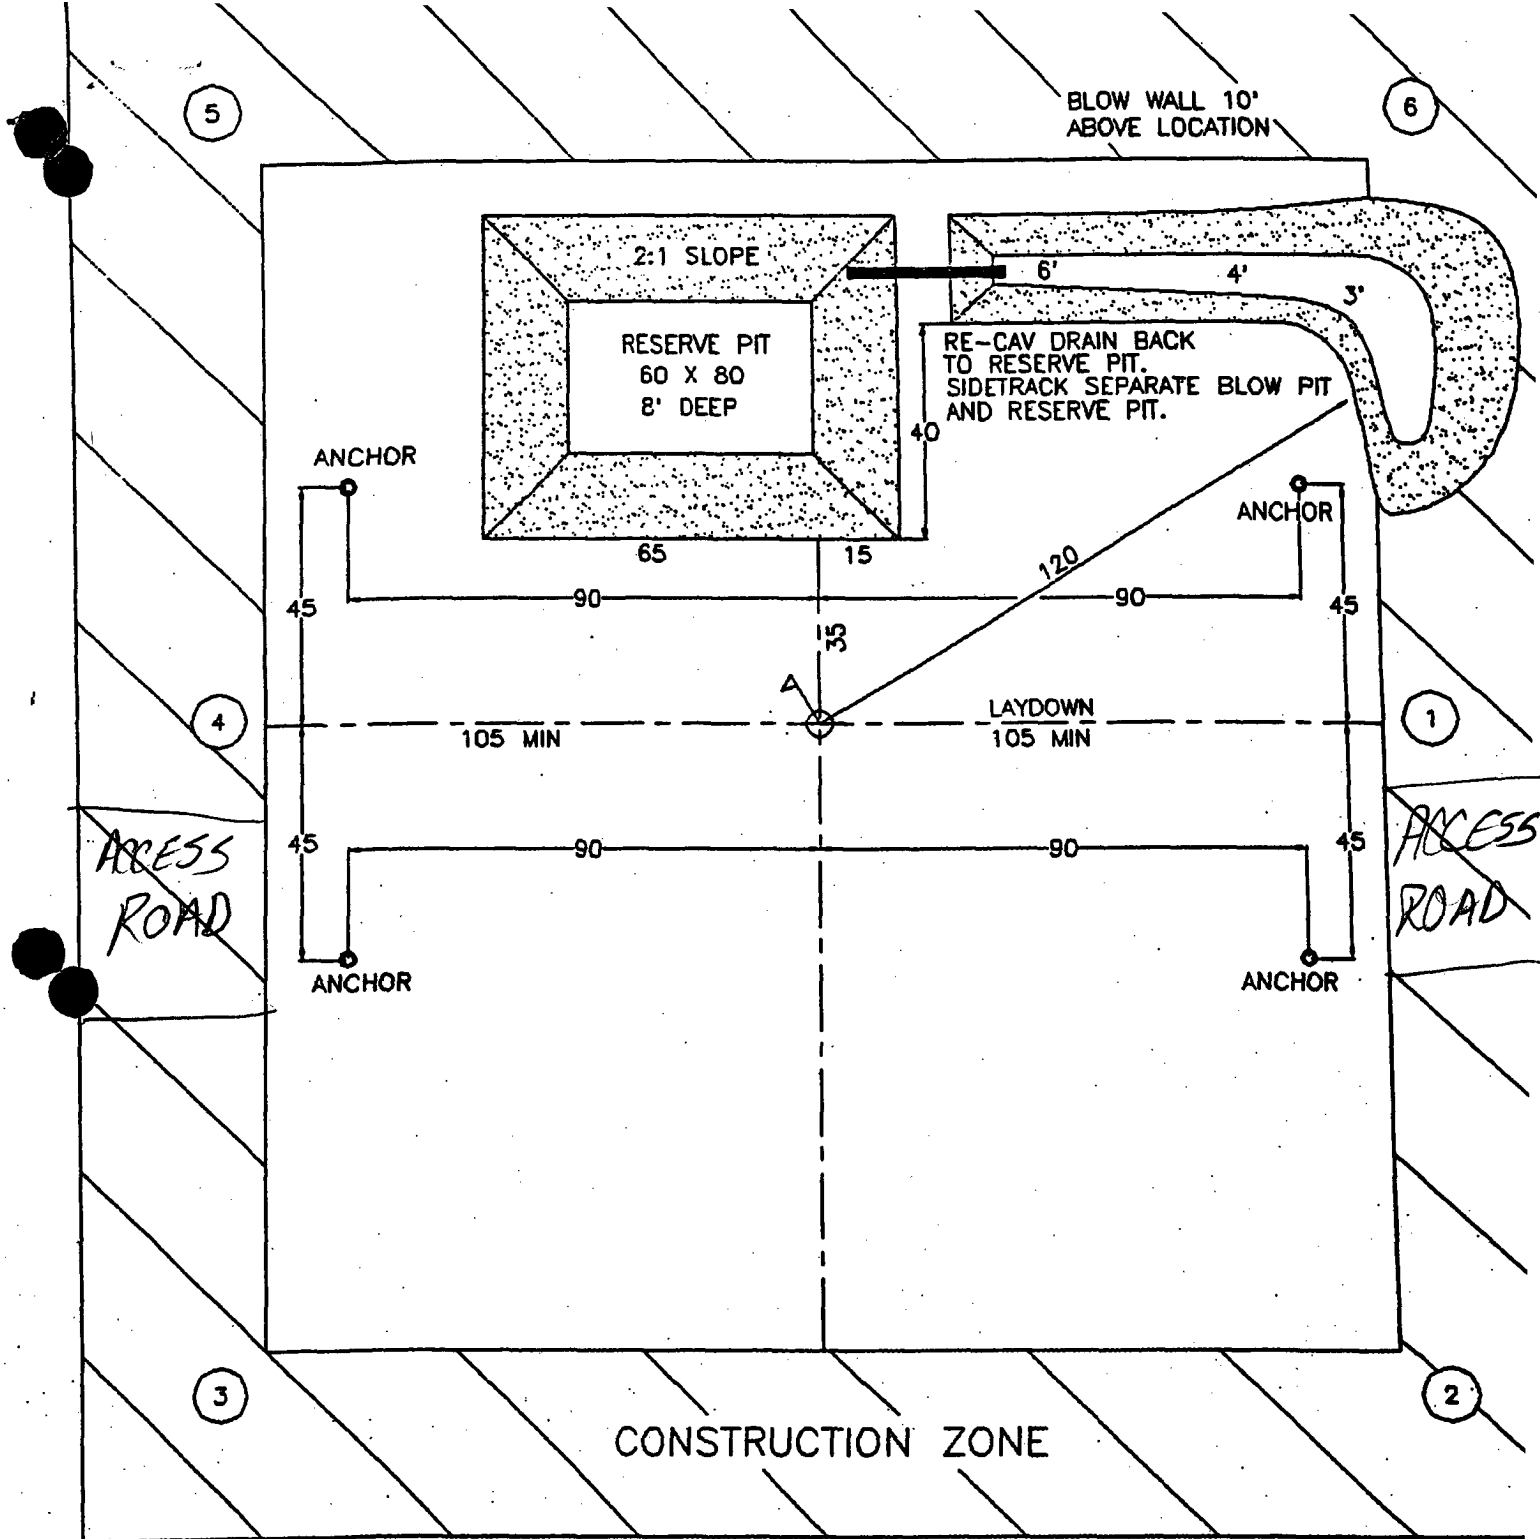 5
BLOW WALL 10'
ABOVE LOCATION
6
2:1 SLOPE
6'
4'
3'
RESERVE PIT
60 X 80
8' DEEP
RE-CAV DRAIN BACK
TO RESERVE PIT.
SIDETRACK SEPARATE BLOW PIT
AND RESERVE PIT.
40
ANCHOR
ANCHOR
65
15
120
90
90
45
45
35
A
4
LAYDOWN
1
105 MIN
105 MIN
ACCESS
ROAD
45
90
90
45
ACCESS
ROAD
ANCHOR
ANCHOR
3
2
CONSTRUCTION ZONE